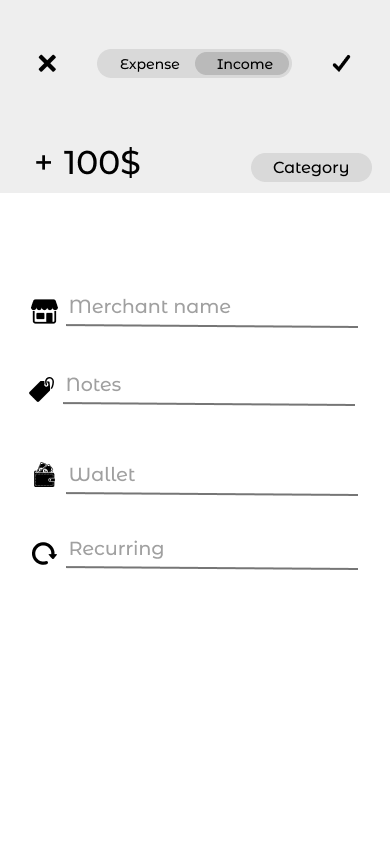 Expense Income
+ 100$
Category
Merchant name
Notes
Wallet
Recurring